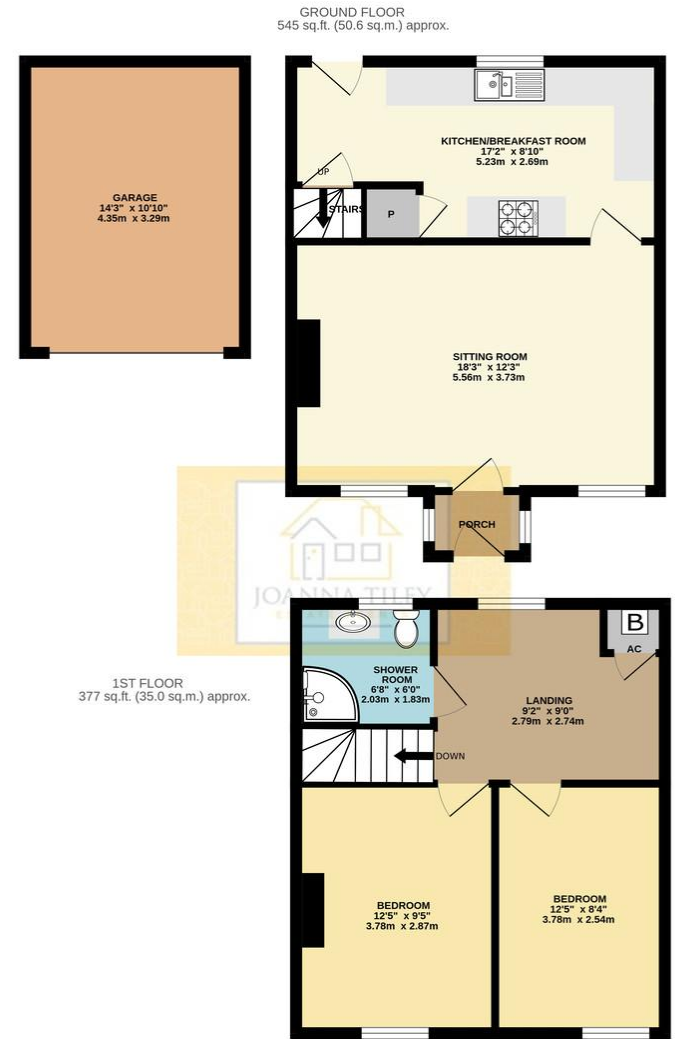 GROUND FLOOR
545 sq.ft. (50.6 sq.m.) approx.
KITCHEN/BREAKFAST ROOM
17'2" x 8'10"
5.23m x 2.69m
UP
STAIRS
P
GARAGE
14'3" x 10'10"
4.35m x 3.29m
SITTING ROOM
18'3" x 12'3"
5.56m x 3.73m
PORCH
JOANNA TILEY
1ST FLOOR
377 sq.ft. (35.0 sq.m.) approx.
SHOWER
ROOM
6'8" x 6'0"
2.03m x 1.83m
B
AC
LANDING
9'2" x 9'0"
2.79m x 2.74m
DOWN
BEDROOM
12'5" x 9'5"
3.78m x 2.87m
BEDROOM
12'5" x 8'4"
3.78m x 2.54m